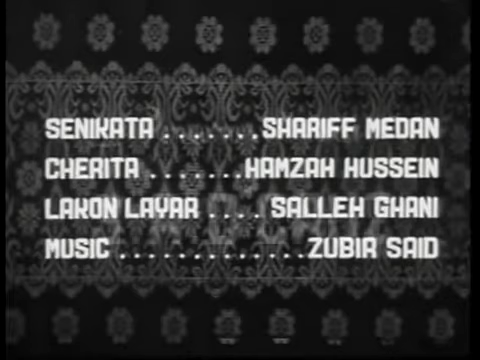 SENIKATA .......SHARIFF MEDAN
CHERITA .......HAMZAH HUSSEIN
LAKON LAYAR .... SALLEH GHANI
MUSIC .............ZUBIR SAID